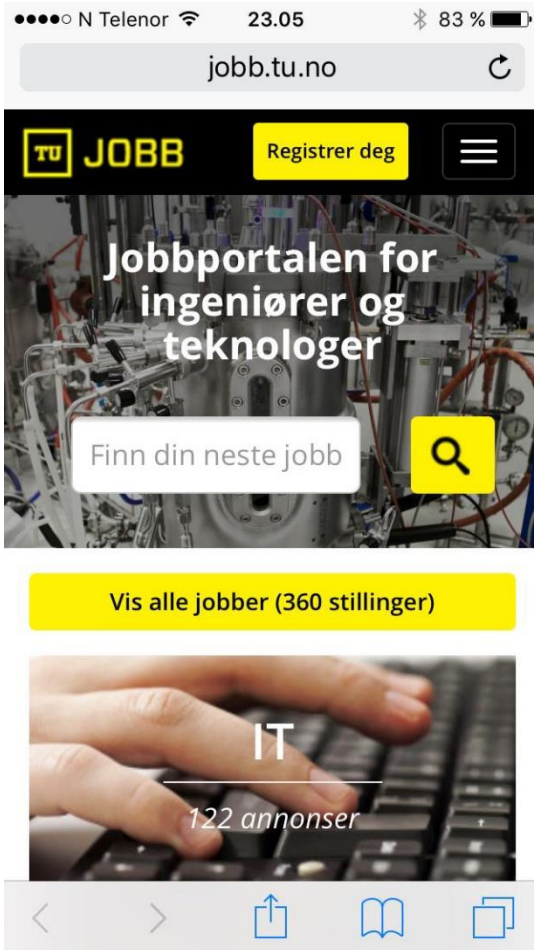 N Telenor 23.05 83 %
jobb.tu.no
TU JOBB Registrer deg
Jobbportalen for
ingeniører og
teknologer
Finn din neste jobb
Vis alle jobber (360 stillinger)
IT
122 annonser